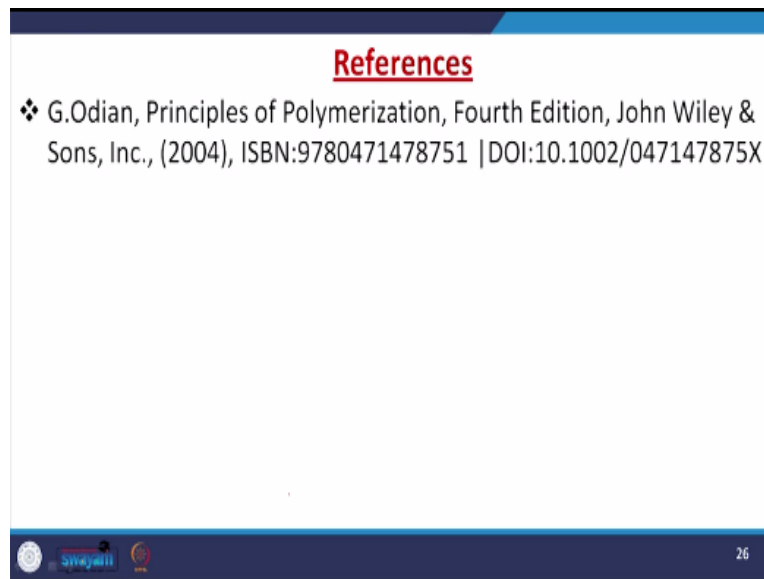 References
❖ G.Odian, Principles of Polymerization, Fourth Edition, John Wiley &
Sons, Inc., (2004), ISBN:9780471478751 |DOI:10.1002/047147875X
swayam
26